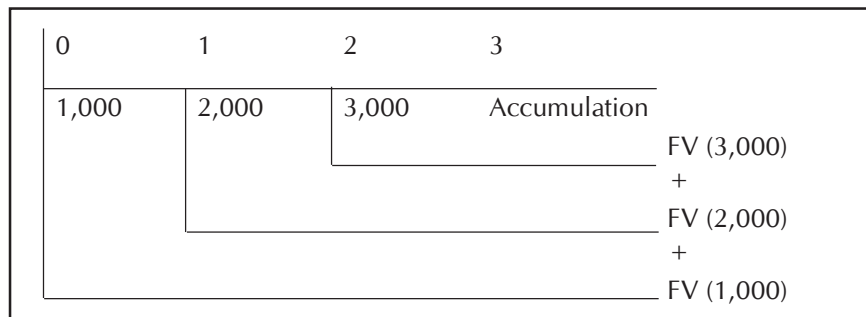 0 1 2 3
1,000 2,000 3,000 Accumulation
FV (3,000)
+
FV (2,000)
+
FV (1,000)